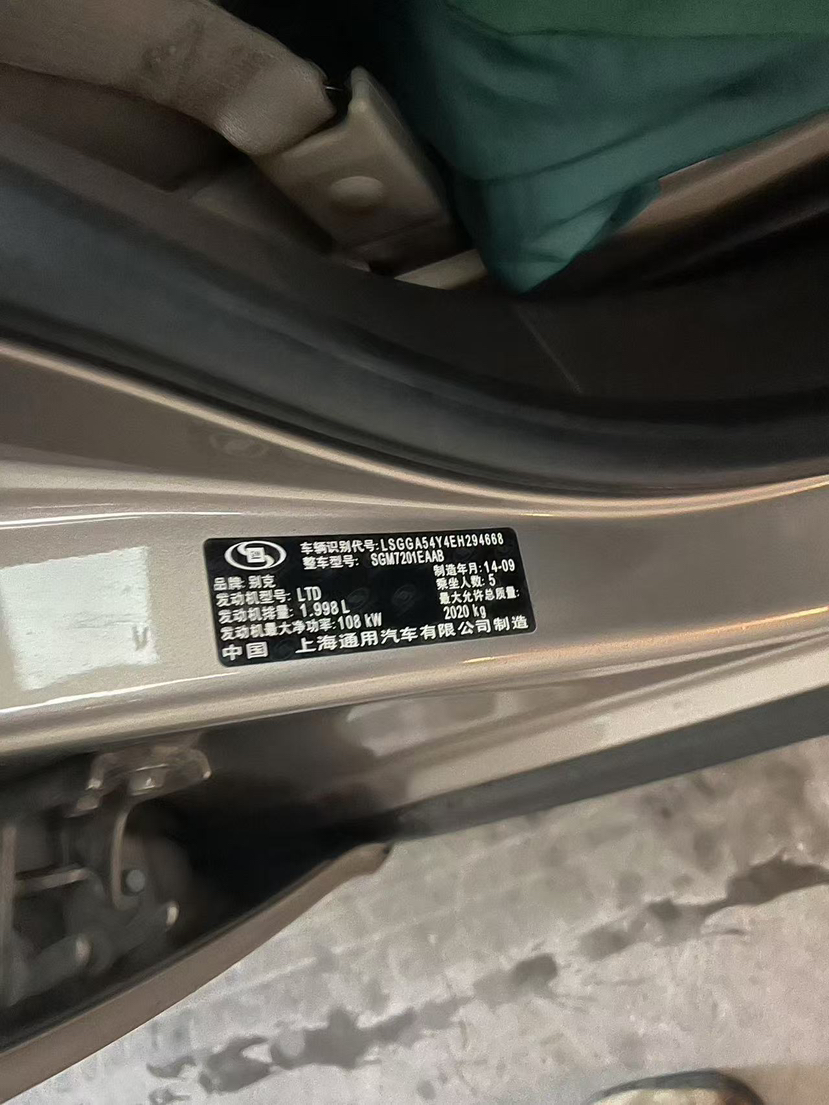 车辆识别代号:LSGGA54Y4EH294668
整车型号: SGM7201EAAB
品牌:别克
制造年月:14-09
发动机型号: LTD
乘坐人数: 5
发动机排量: 1.998 L
最大允许总质量:
2020 kg
发动机最大净功率:108 kW
中国 上海通用汽车有限公司制造